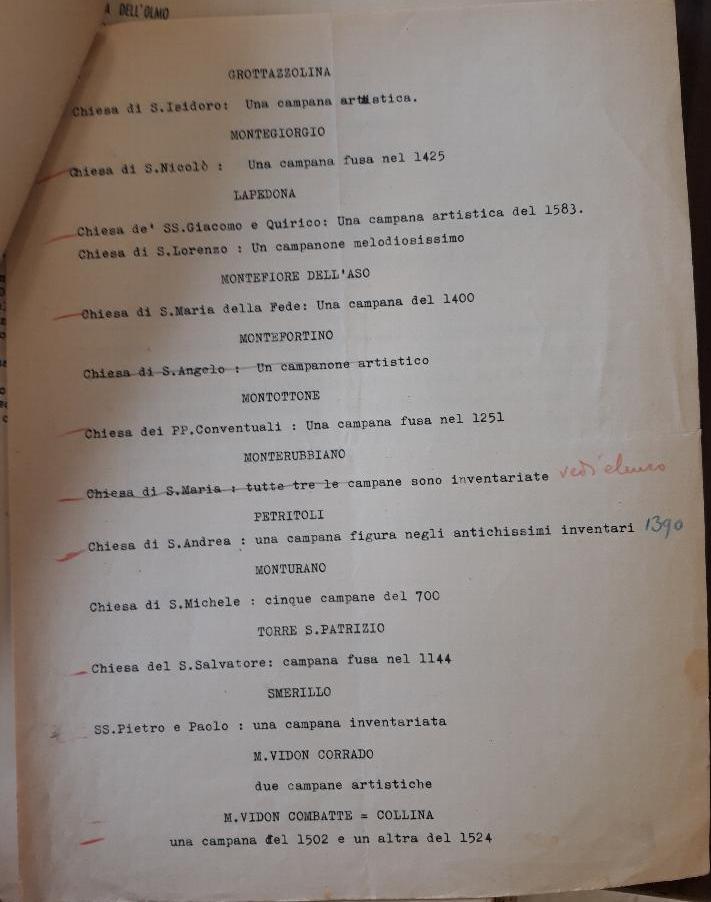 A DELL'OLMO
GROTTAZZOLINA
Chiesa di S.Isidoro: Una campana artistica.
MONTEGIORGIO
Chiesa di S.Nicolò : Una campana fusa nel 1425
LAPEDONA
Chiesa de' SS.Giacomo e Quirico: Una campana artistica del 1583.
Chiesa di S.Lorenzo : Un campanone melodiosissimo
MONTEFIORE DELL'ASO
Chiesa di S.Maria della Fede: Una campana del 1400
MONTEFORTINO
Chiesa di S.Angelo : Un campanone artistico
MONTOTTONE
Chiesa dei PP.Conventuali : Una campana fusa nel 1251
MONTERUBBIANO
Chiesa di S.Maria : tutte tre le campane sono inventariate vedi elenco
PETRITOLI
Chiesa di S.Andrea : una campana figura negli antichissimi inventari 1390
MONTURANO
Chiesa di S.Michele : cinque campane del 700
TORRE S.PATRIZIO
Chiesa del S.Salvatore: campana fusa nel 1144
SMERILLO
SS.Pietro e Paolo : una campana inventariata
M.VIDON CORRADO
due campane artistiche
M.VIDON COMBATTE = COLLINA
una campana del 1502 e un altra del 1524